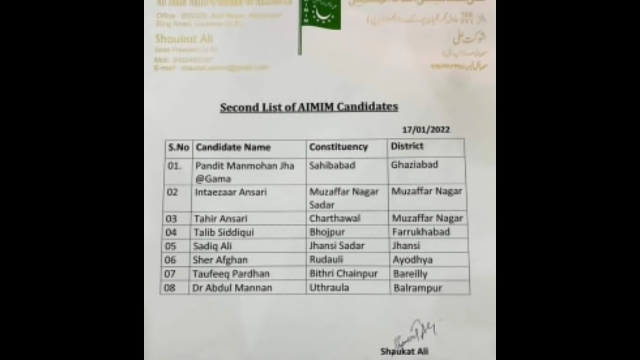 Shaukat Ali
Second List of AIMIM Candidates
17/01/2022
S.No Candidate Name Constituency District
01. Pandit Manmohan Jha @Gama Sahibabad Ghaziabad
02 Intaezaar Ansari Muzaffar Nagar Sadar Muzaffar Nagar
03 Tahir Ansari Charthawal Muzaffar Nagar
04 Talib Siddiqui Bhojpur Farrukhabad
05 Sadiq Ali Jhansi Sadar Jhansi
06 Sher Afghan Rudauli Ayodhya
07 Taufeeq Pardhan Bithri Chainpur Bareilly
08 Dr Abdul Mannan Uthraula Balrampur
Shaukat Ali